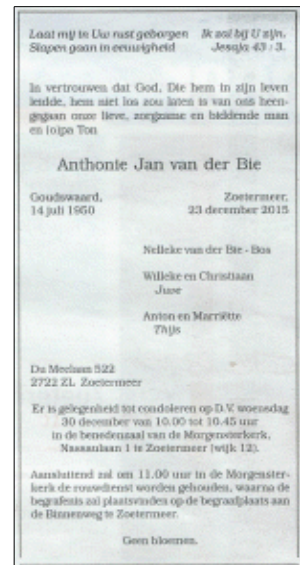 Laat mij in Uw rust geborgen Ik zal bij U zijn,
Slapen gaan in eeuwigheid Jesaja 43 : 3.
In vertrouwen dat God, Die hem in zijn leven
leidde, hem niet los zou laten is van ons heen-
gegaan onze lieve, zorgzame en biddende man
en (o)pa Ton
Anthonie Jan van der Bie
Goudswaard, Zoetermeer,
14 juli 1950 23 december 2015
Nelleke van der Bie - Bos
Willeke en Christiaan
Anton en Marriëtte
Thijs
Du Meelaan 522
2722 ZL Zoetermeer
Er is gelegenheid tot condoleren op D.V. woensdag
30 december van 10.00 tot 10.45 uur
in de benedenzaal van de Morgensterkerk,
Nassaulaan 1 te Zoetermeer (wijk 12).
Aansluitend zal om 11.00 uur in de Morgenster-
kerk de rouwdienst worden gehouden, waarna de
begrafenis zal plaatsvinden op de begraafplaats aan
de Binnenweg te Zoetermeer.
Geen bloemen.